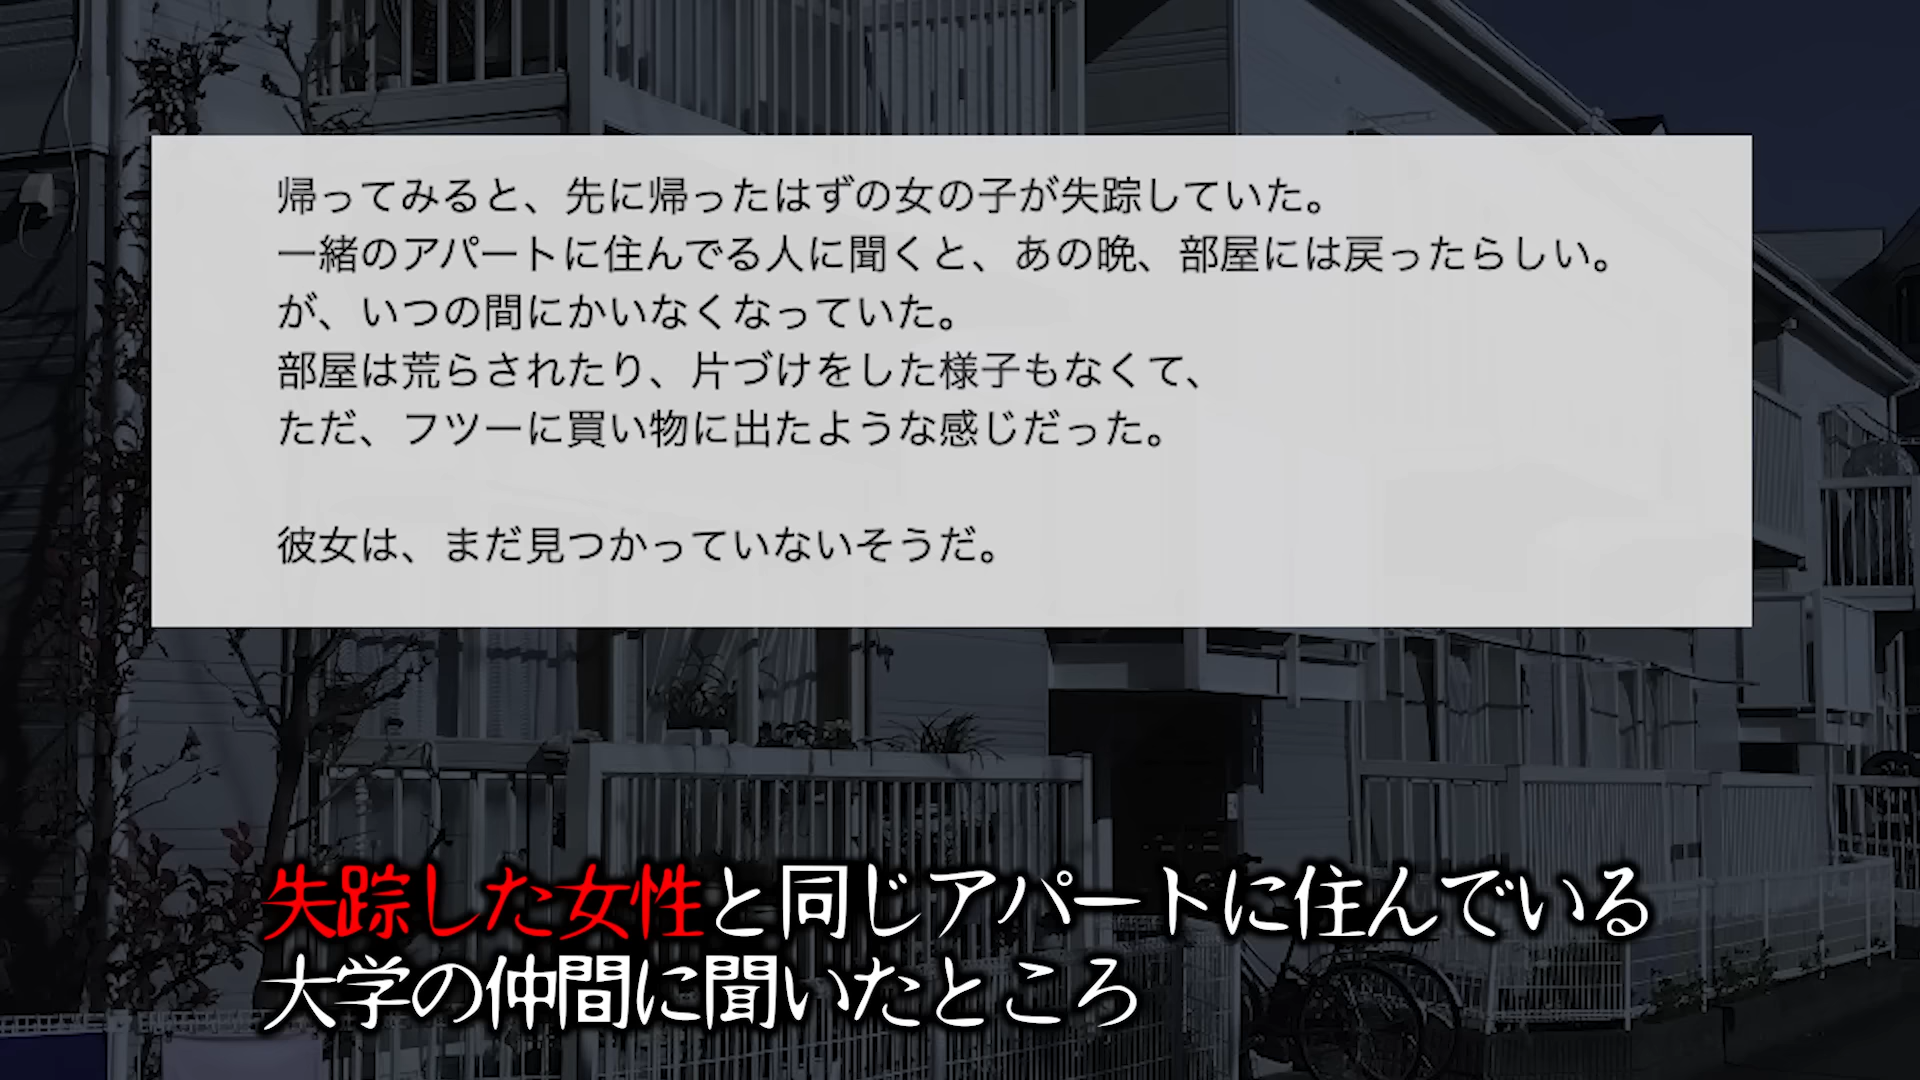 帰ってみると、先に帰ったはずの女の子が失踪していた。
一緒のアパートに住んでる人に聞くと、あの晩、部屋には戻ったらしい。
が、いつの間にかいなくなっていた。
部屋は荒らされたり、片づけをした様子もなくて、
ただ、フツーに買い物に出たような感じだった。
彼女は、まだ見つかっていないそうだ。
失踪した女性と同じアパートに住んでいる
大学の仲間に聞いたところ